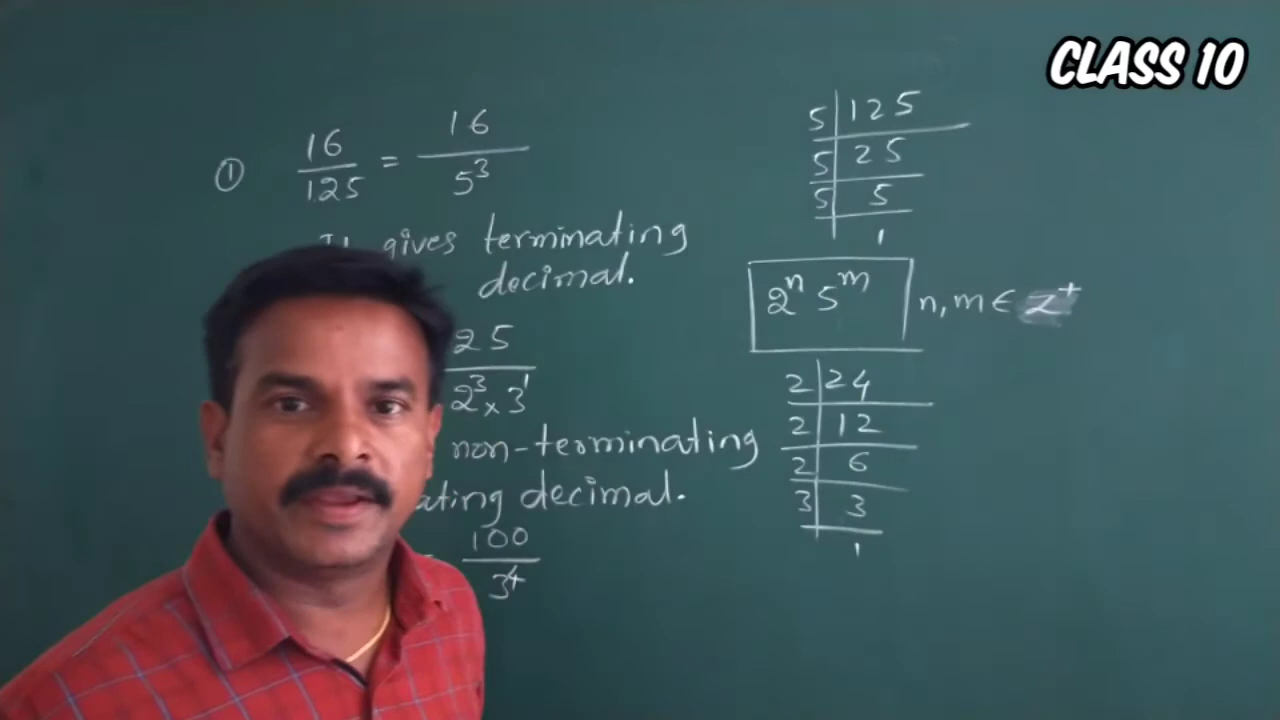 CLASS 10
① 16/125 = 16/5³
gives terminating
decimal.
25/2³ × 3¹
non-terminating
ating decimal.
100/3⁴
5 | 125
5 | 25
5 | 5
1
2ⁿ 5ᵐ n, m ∈ Z⁺
2 | 24
2 | 12
2 | 6
3 | 3
1